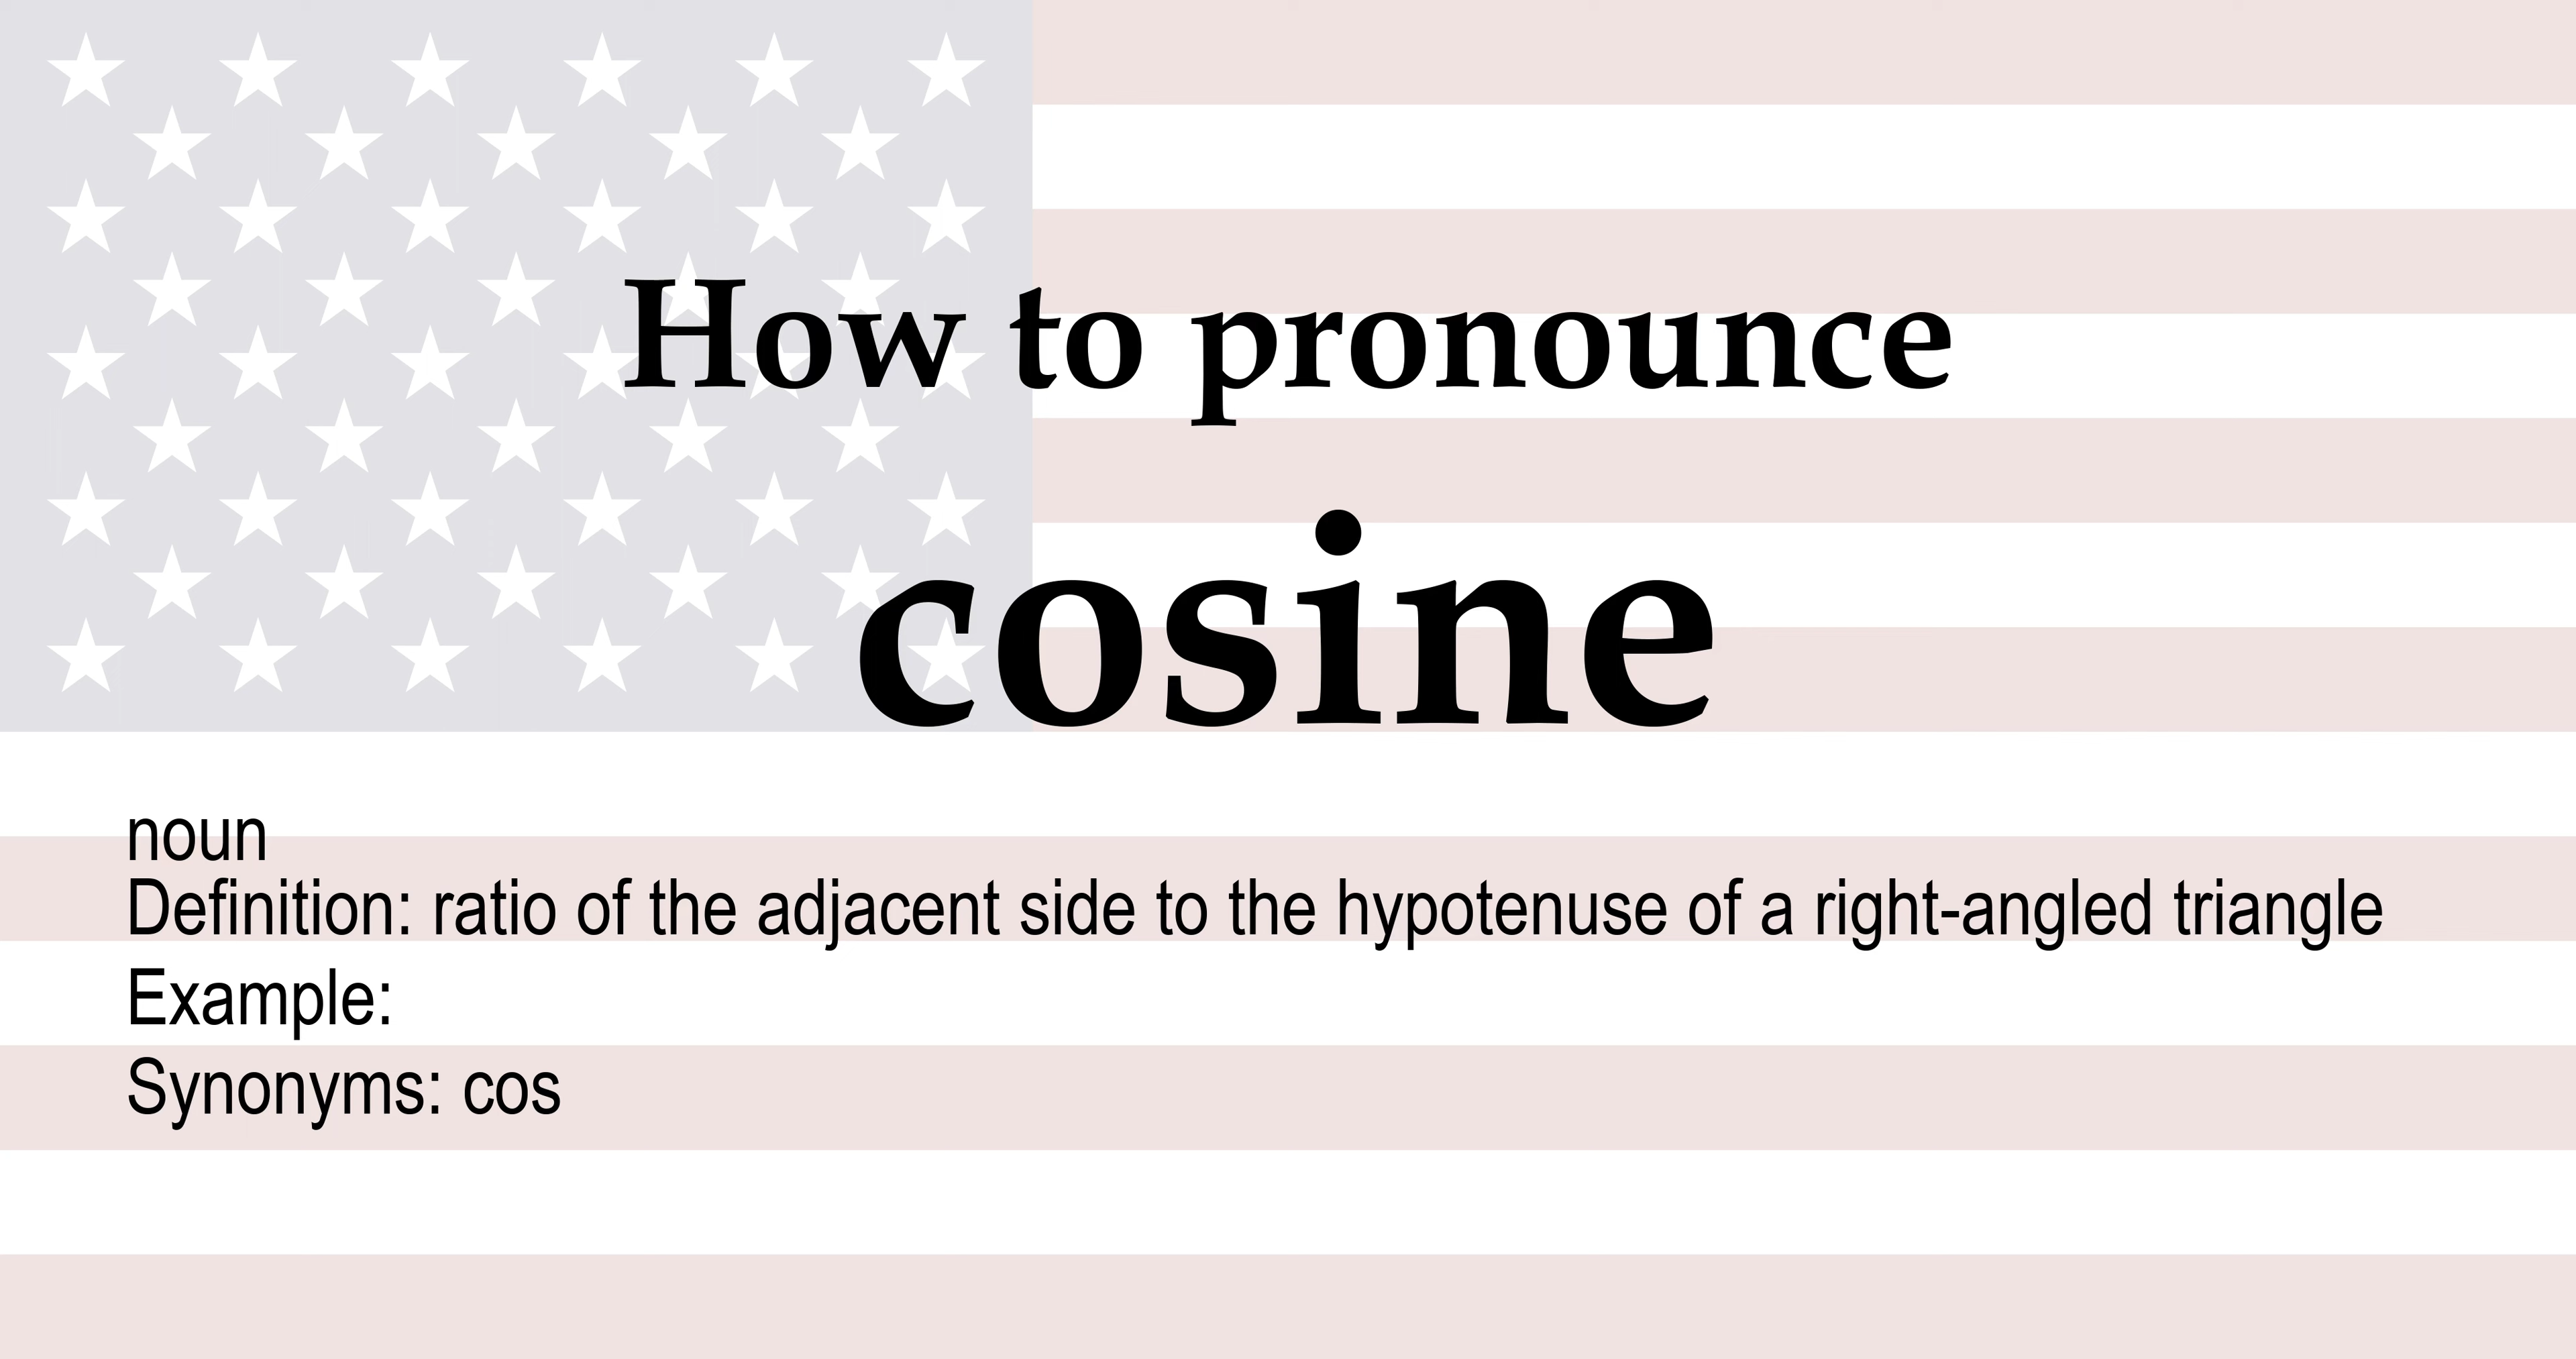 How to pronounce
cosine
noun
Definition: ratio of the adjacent side to the hypotenuse of a right-angled triangle
Example:
Synonyms: cos